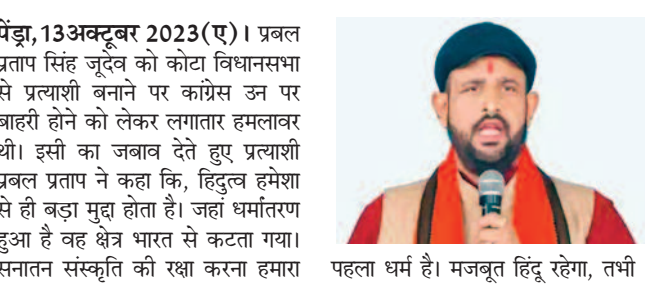 पेंड्रा,13अक्टूबर 2023(ए)। प्रबल
प्रताप सिंह जूदेव को कोटा विधानसभा
से प्रत्याशी बनाने पर कांग्रेस उन पर
बाहरी होने को लेकर लगातार हमलावर
थी। इसी का जबाव देते हुए प्रत्याशी
प्रबल प्रताप ने कहा कि, हिदुत्व हमेशा
से ही बड़ा मुद्दा होता है। जहां धर्मांतरण
हुआ है वह क्षेत्र भारत से कटता गया।
सनातन संस्कृति की रक्षा करना हमारा
पहला धर्म है। मजबूत हिंदू रहेगा, तभी